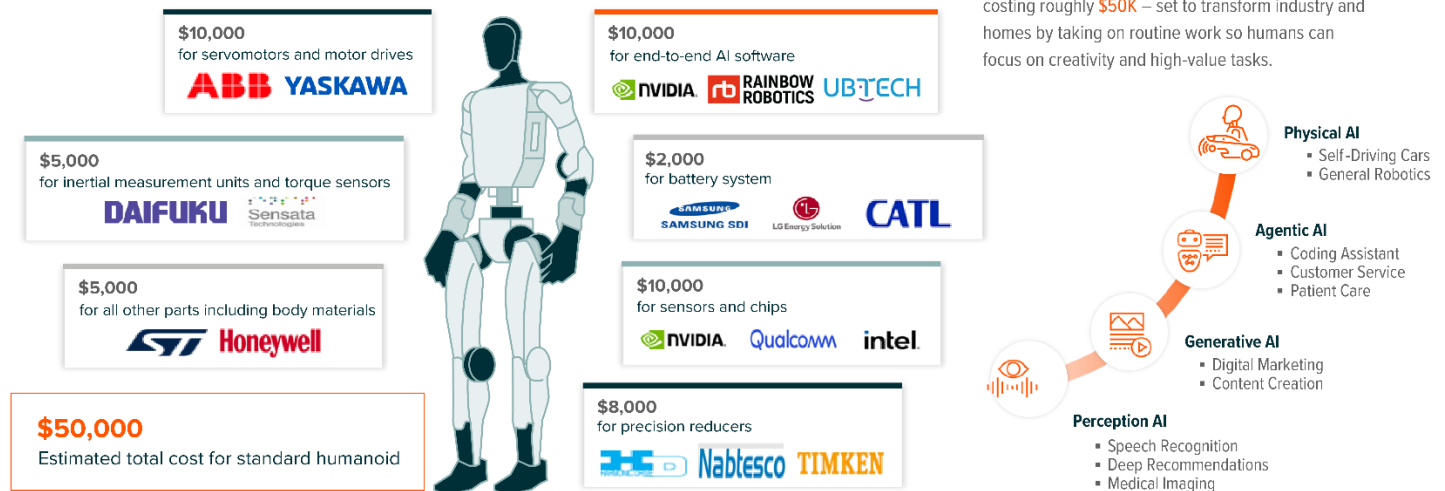 $10,000
for servomotors and motor drives
ABB YASKAWA
$5,000
for inertial measurement units and torque sensors
DAIFUKU Sensata
Technologies
$5,000
for all other parts including body materials
ST Honeywell
$50,000
Estimated total cost for standard humanoid
$10,000
for end-to-end AI software
NVIDIA. rb RAINBOW
ROBOTICS UBTECH
$2,000
for battery system
SAMSUNG
SAMSUNG SDI LG LG Energy Solution CATL
$10,000
for sensors and chips
NVIDIA. Qualcomm intel.
$8,000
for precision reducers
Nabtesco TIMKEN
costing roughly $50K – set to transform industry and
homes by taking on routine work so humans can
focus on creativity and high-value tasks.
Physical AI
▪ Self-Driving Cars
▪ General Robotics
Agentic AI
▪ Coding Assistant
▪ Customer Service
▪ Patient Care
Generative AI
▪ Digital Marketing
▪ Content Creation
Perception AI
▪ Speech Recognition
▪ Deep Recommendations
▪ Medical Imaging